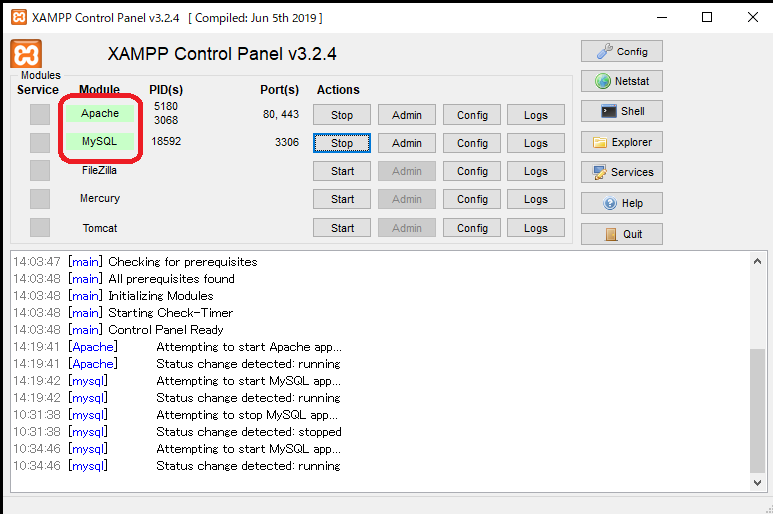 XAMPP Control Panel v3.2.4 [ Compiled: Jun 5th 2019 ]
XAMPP Control Panel v3.2.4
Modules
Service Module PID(s) Port(s) Actions
Apache 5180 3068 80, 443 Stop Admin Config Logs
MySQL 18592 3306 Stop Admin Config Logs
FileZilla Start Admin Config Logs
Mercury Start Admin Config Logs
Tomcat Start Admin Config Logs
Config
Netstat
Shell
Explorer
Services
Help
Quit
14:03:47 [main] Checking for prerequisites
14:03:48 [main] All prerequisites found
14:03:48 [main] Initializing Modules
14:03:48 [main] Starting Check-Timer
14:03:48 [main] Control Panel Ready
14:19:41 [Apache] Attempting to start Apache app...
14:19:41 [Apache] Status change detected: running
14:19:42 [mysql] Attempting to start MySQL app...
14:19:42 [mysql] Status change detected: running
10:31:38 [mysql] Attempting to stop MySQL app...
10:31:38 [mysql] Status change detected: stopped
10:34:46 [mysql] Attempting to start MySQL app...
10:34:46 [mysql] Status change detected: running